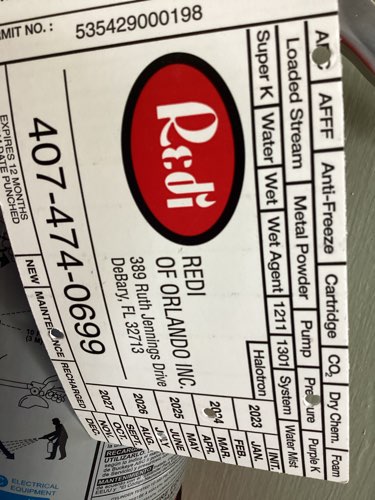 MIT NO.: 535429000198
ABC AFFF Anti-Freeze Cartridge CO₂ Dry Chem. Foam
Loaded Stream Metal Powder Pump Pressure Purple K
Super K Water Wet Wet Agent 1211 1301 System Water Mist
Halotron
Redi
REDI
OF ORLANDO INC.
389 Ruth Jennings Drive
DeBary, FL 32713
407-474-0699
EXPIRES 12 MONTHS
DATE PUNCHED
2023 2024 2025 2026 2027
INIT. JAN. FEB. MAR. APR. MAY JUNE JULY AUG. SEPT. OCT. NOV. DEC.
NEW MAINTENANCE RECHARGED
ELECTRICAL
EQUIPMENT
UTILIZARLO